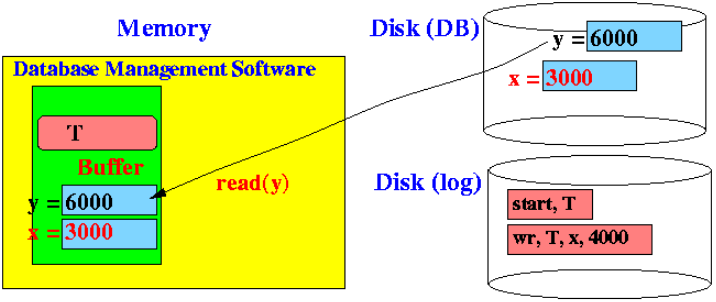 Memory
Disk (DB)
y = 6000
x = 3000
Database Management Software
T
Buffer
y = 6000
x = 3000
read(y)
Disk (log)
start, T
wr, T, x, 4000